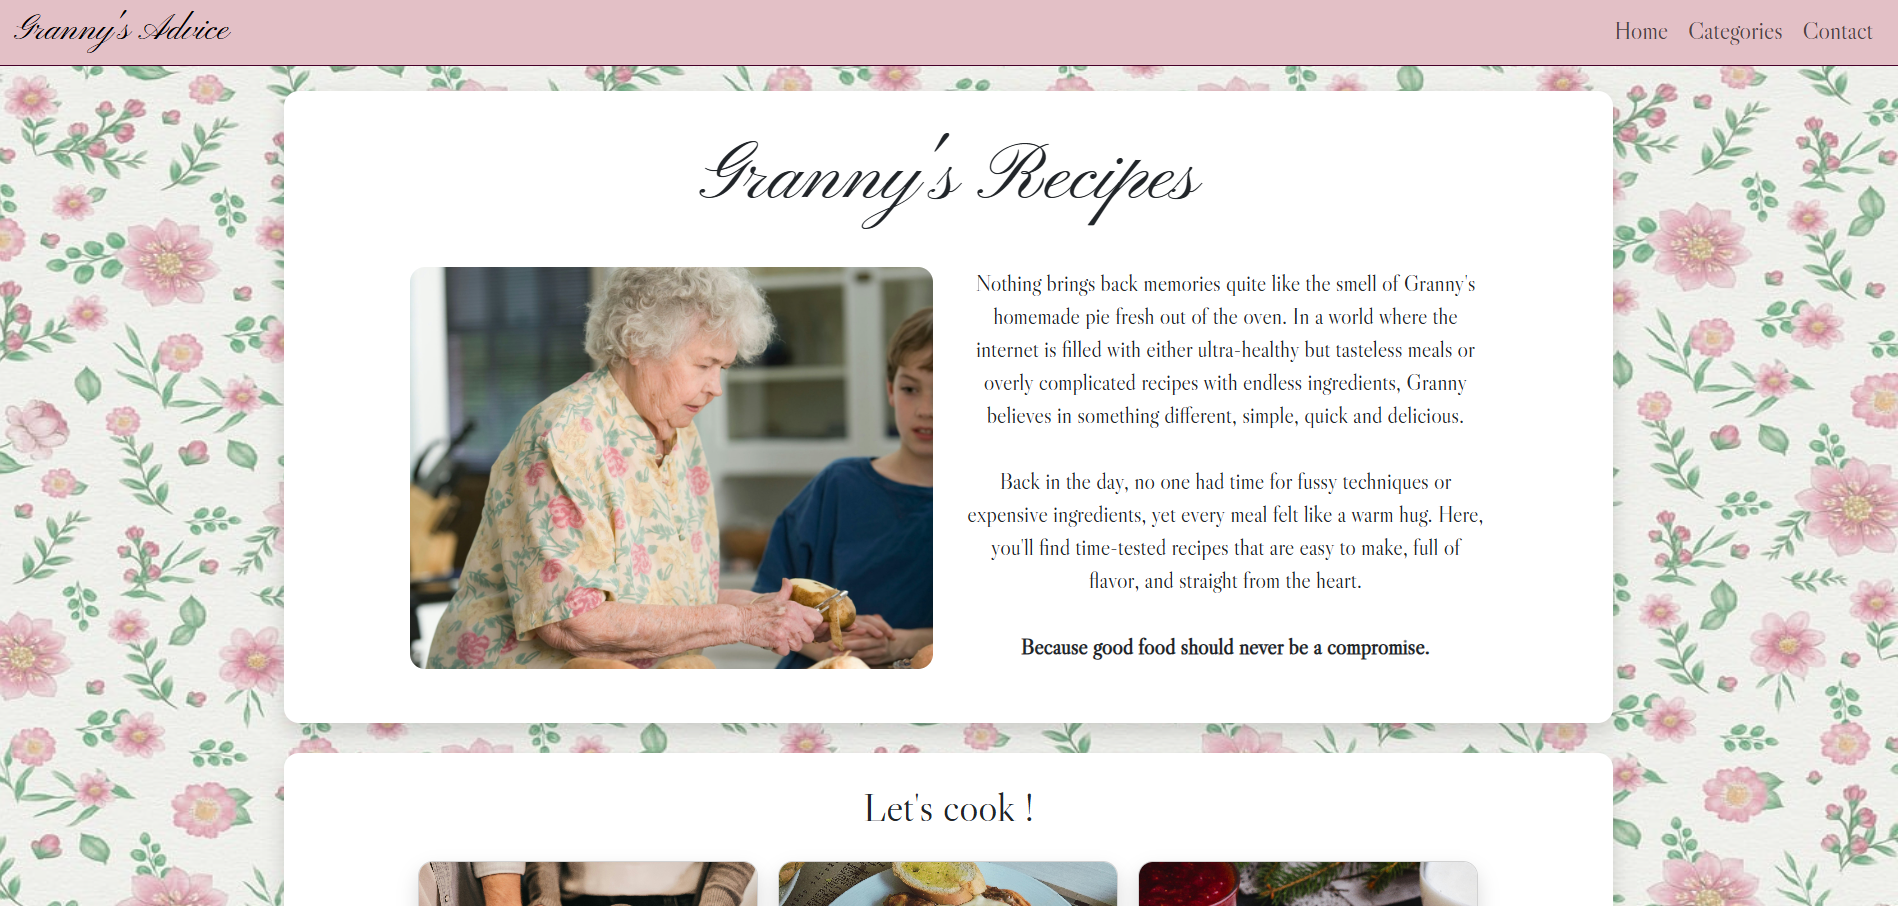 Granny's Advice
Home Categories Contact
Granny's Recipes
Nothing brings back memories quite like the smell of Granny's
homemade pie fresh out of the oven. In a world where the
internet is filled with either ultra-healthy but tasteless meals or
overly complicated recipes with endless ingredients, Granny
believes in something different, simple, quick and delicious.
Back in the day, no one had time for fussy techniques or
expensive ingredients, yet every meal felt like a warm hug. Here,
you'll find time-tested recipes that are easy to make, full of
flavor, and straight from the heart.
Because good food should never be a compromise.
Let's cook !